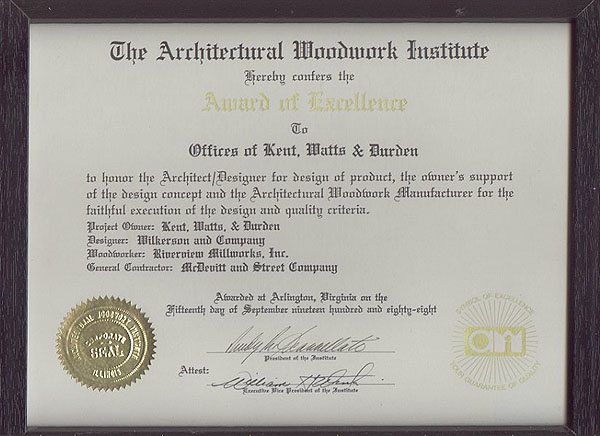 The Architectural Woodwork Institute
Hereby confers the
Award of Excellence
To
Offices of Kent, Watts & Durden
to honor the Architect/Designer for design of product, the owner's support
of the design concept and the Architectural Woodwork Manufacturer for the
faithful execution of the design and quality criteria.
Project Owner: Kent, Watts, & Durden
Designer: Wilkerson and Company
Woodworker: Riverview Millworks, Inc.
General Contractor: McDevitt and Street Company
Awarded at Arlington, Virginia on the
Fifteenth day of September nineteen hundred and eighty-eight
President of the Institute
Attest:
Executive Vice President of the Institute
ARCHITECTURAL WOODWORK INSTITUTE
CORPORATE
SEAL
ILLINOIS
SYMBOL OF EXCELLENCE
YOUR GUARANTEE OF QUALITY